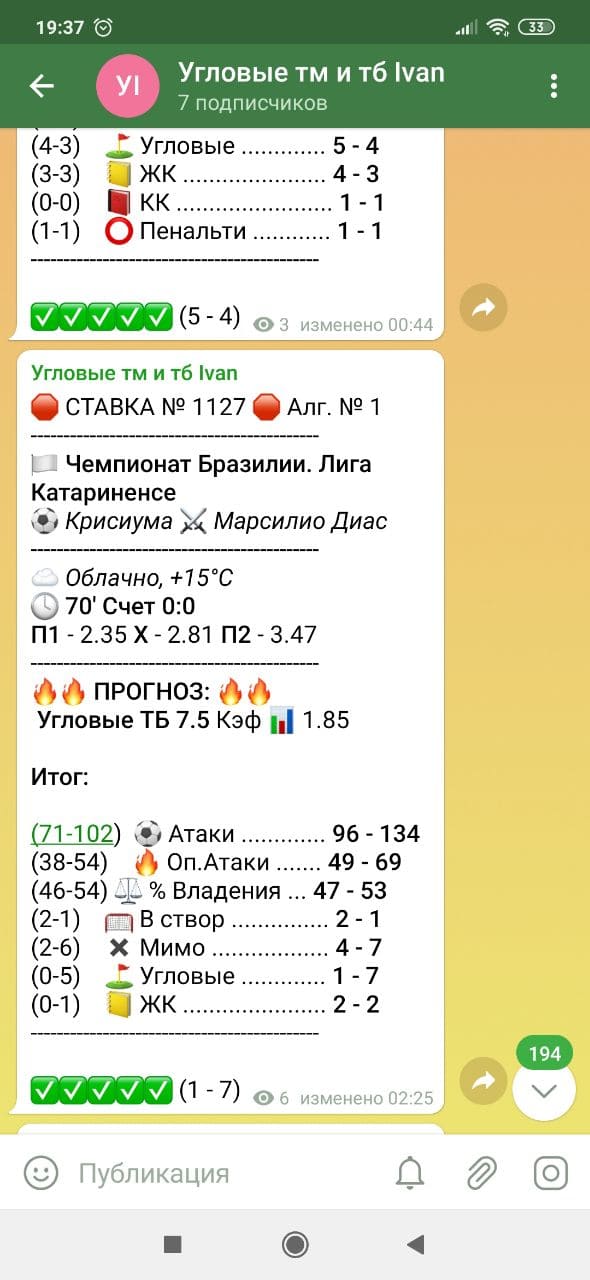 19:37 33
УІ Угловые тм и тб Ivan
7 подписчиков
(4-3) Угловые ............. 5 - 4
(3-3) ЖК ...................... 4 - 3
(0-0) КК ........................ 1 - 1
(1-1) Пенальти ............ 1 - 1
--------------------------------------------
(5 - 4) 3 изменено 00:44
Угловые тм и тб Ivan
СТАВКА № 1127 Алг. № 1
--------------------------------------------
Чемпионат Бразилии. Лига
Катариненсе
Крисиума Марсилио Диас
--------------------------------------------
Облачно, +15°C
70' Счет 0:0
П1 - 2.35 X - 2.81 П2 - 3.47
--------------------------------------------
ПРОГНОЗ:
Угловые ТБ 7.5 Кэф 1.85
Итог:
(71-102) Атаки ............. 96 - 134
(38-54) Оп.Атаки ....... 49 - 69
(46-54) % Владения ... 47 - 53
(2-1) В створ ............... 2 - 1
(2-6) Мимо .................. 4 - 7
(0-5) Угловые ............. 1 - 7
(0-1) ЖК ...................... 2 - 2
--------------------------------------------
(1 - 7) 6 изменено 02:25
194
Публикация